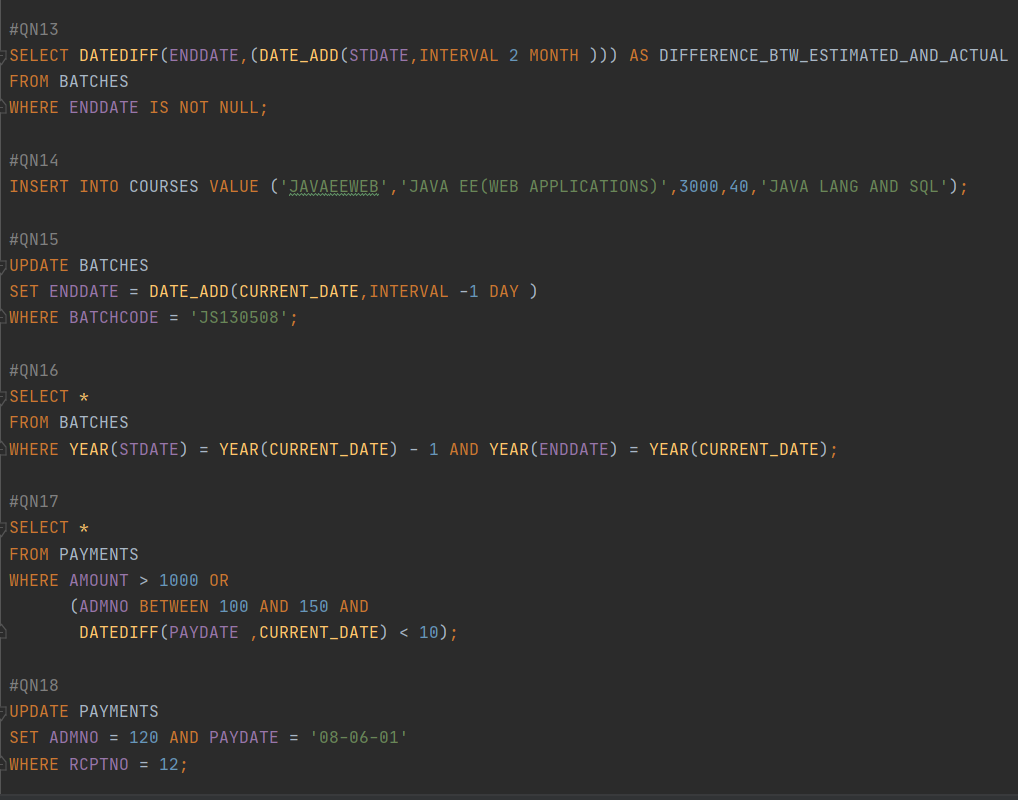 #QN13
SELECT DATEDIFF(ENDDATE,(DATE_ADD(STDATE,INTERVAL 2 MONTH ))) AS DIFFERENCE_BTW_ESTIMATED_AND_ACTUAL
FROM BATCHES
WHERE ENDDATE IS NOT NULL;
#QN14
INSERT INTO COURSES VALUE ('JAVAEEWEB','JAVA EE(WEB APPLICATIONS)',3000,40,'JAVA LANG AND SQL');
#QN15
UPDATE BATCHES
SET ENDDATE = DATE_ADD(CURRENT_DATE,INTERVAL -1 DAY )
WHERE BATCHCODE = 'JS130508';
#QN16
SELECT *
FROM BATCHES
WHERE YEAR(STDATE) = YEAR(CURRENT_DATE) - 1 AND YEAR(ENDDATE) = YEAR(CURRENT_DATE);
#QN17
SELECT *
FROM PAYMENTS
WHERE AMOUNT > 1000 OR
(ADMNO BETWEEN 100 AND 150 AND
DATEDIFF(PAYDATE ,CURRENT_DATE) < 10);
#QN18
UPDATE PAYMENTS
SET ADMNO = 120 AND PAYDATE = '08-06-01'
WHERE RCPTNO = 12;